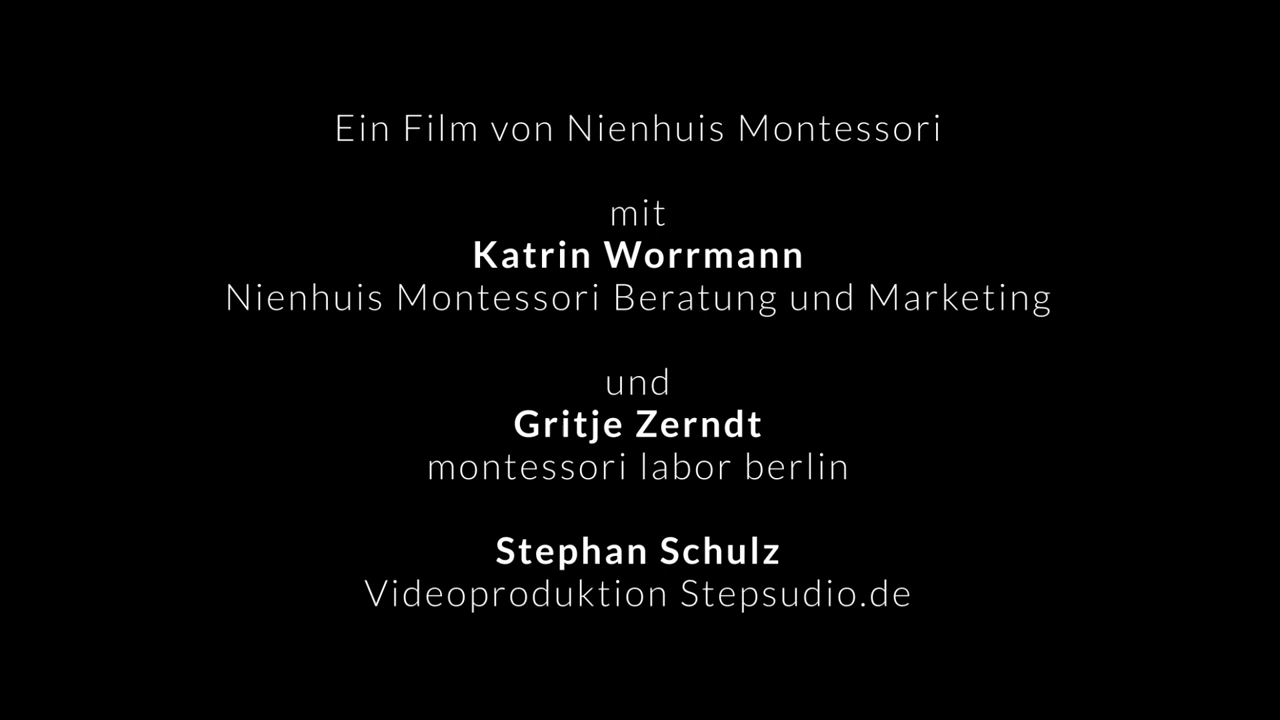 Ein Film von Nienhuis Montessori
mit
Katrin Worrmann
Nienhuis Montessori Beratung und Marketing
und
Gritje Zerndt
montessori labor berlin
Stephan Schulz
Videoproduktion Stepsudio.de